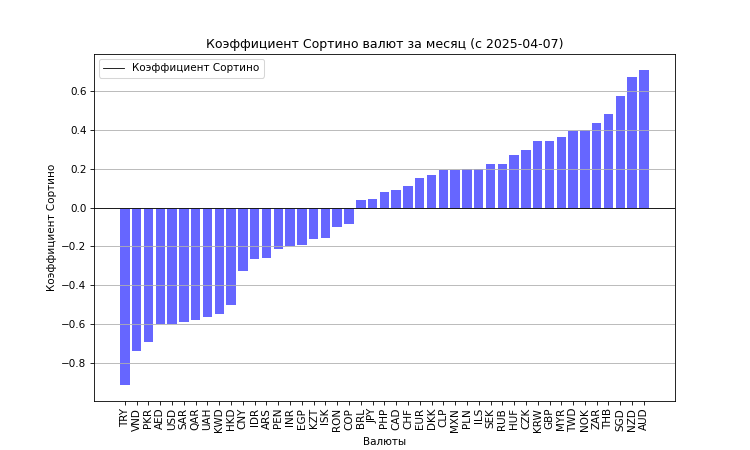 Коэффициент Сортино валют за месяц (с 2025-04-07)
Коэффициент Сортино
Коэффициент Сортино
0.6
0.4
0.2
0.0
−0.2
−0.4
−0.6
−0.8
TRY VND PKR AED USD SAR QAR UAH KWD HKD CNY IDR ARS PEN INR EGP KZT ISK RON COP BRL JPY PHP CAD CHF EUR DKK CLP MXN PLN ILS SEK RUB HUF CZK KRW GBP MYR TWD NOK ZAR THB SGD NZD AUD
Валюты